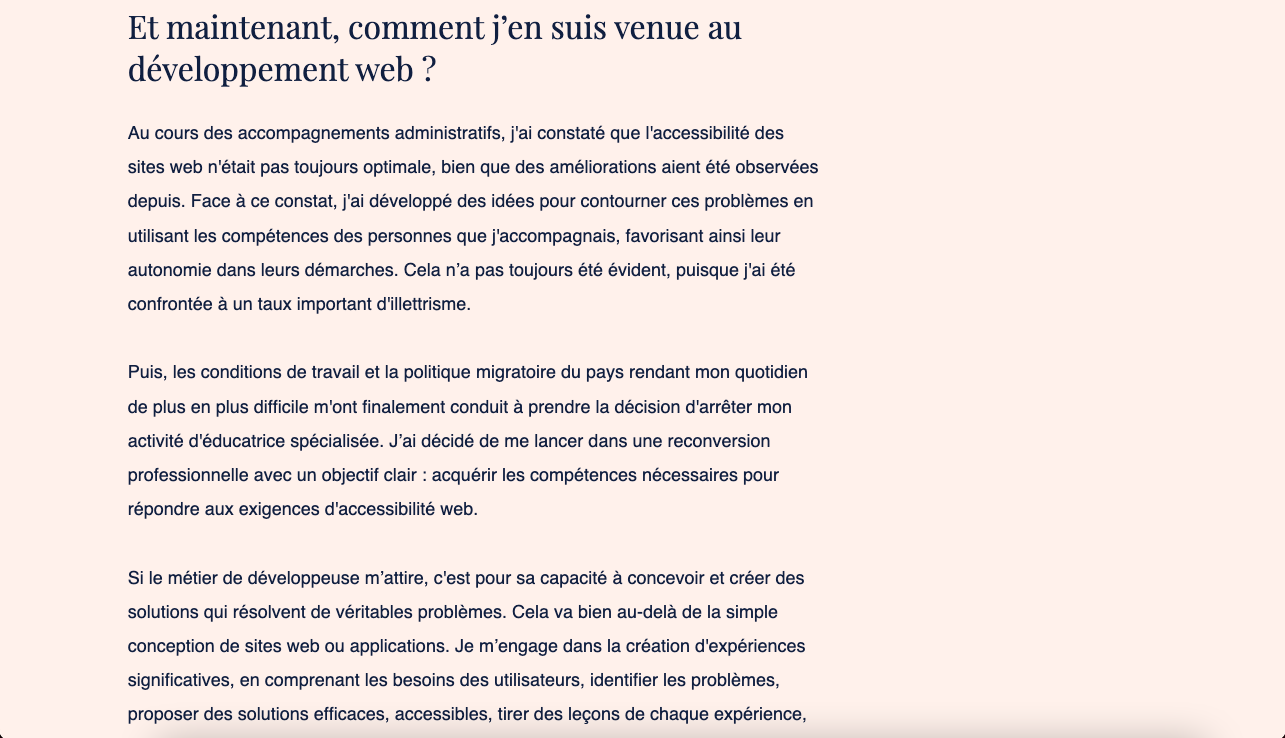 Et maintenant, comment j’en suis venue au
développement web ?
Au cours des accompagnements administratifs, j'ai constaté que l'accessibilité des
sites web n'était pas toujours optimale, bien que des améliorations aient été observées
depuis. Face à ce constat, j'ai développé des idées pour contourner ces problèmes en
utilisant les compétences des personnes que j'accompagnais, favorisant ainsi leur
autonomie dans leurs démarches. Cela n’a pas toujours été évident, puisque j'ai été
confrontée à un taux important d'illettrisme.
Puis, les conditions de travail et la politique migratoire du pays rendant mon quotidien
de plus en plus difficile m'ont finalement conduit à prendre la décision d'arrêter mon
activité d'éducatrice spécialisée. J’ai décidé de me lancer dans une reconversion
professionnelle avec un objectif clair : acquérir les compétences nécessaires pour
répondre aux exigences d'accessibilité web.
Si le métier de développeuse m’attire, c'est pour sa capacité à concevoir et créer des
solutions qui résolvent de véritables problèmes. Cela va bien au-delà de la simple
conception de sites web ou applications. Je m’engage dans la création d'expériences
significatives, en comprenant les besoins des utilisateurs, identifier les problèmes,
proposer des solutions efficaces, accessibles, tirer des leçons de chaque expérience,